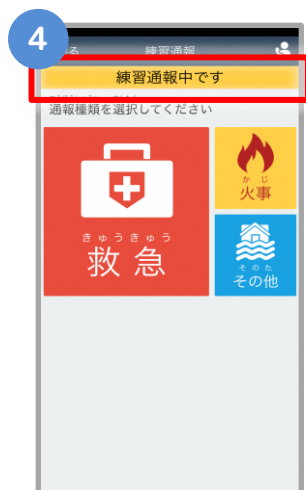 4
る 練習通報
練習通報中です
通報種類を選択してください
きゅうきゅう
救急
かじ
火事
そのた
その他